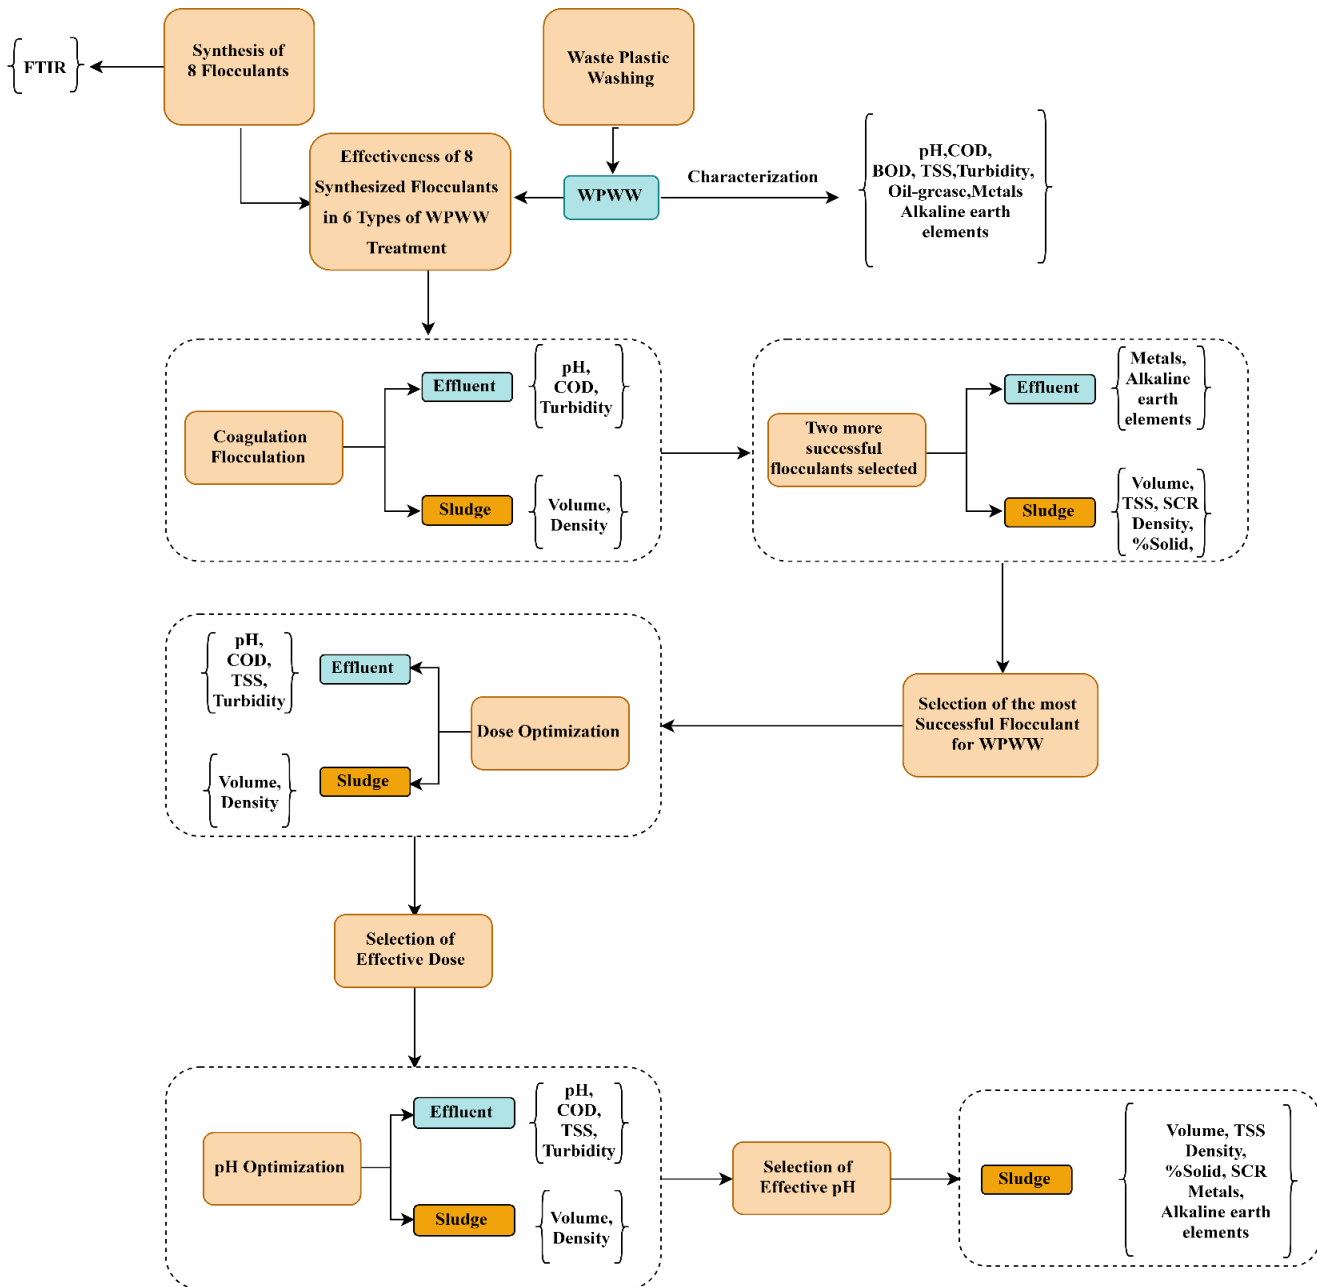 Synthesis of
8 Flocculants
FTIR
Waste Plastic
Washing
Effectiveness of 8
Synthesized Flocculants
in 6 Types of WPWW
Treatment
WPWW
Characterization
pH,COD,
BOD, TSS,Turbidity,
Oil-grease,Metals
Alkaline earth
elements
Coagulation
Flocculation
Effluent
pH,
COD,
Turbidity
Sludge
Volume,
Density
Two more
successful
flocculants selected
Effluent
Metals,
Alkaline
earth
elements
Sludge
Volume,
TSS, SCR
Density,
%Solid,
Selection of the most
Successful Flocculant
for WPWW
Dose Optimization
Effluent
pH,
COD,
TSS,
Turbidity
Sludge
Volume,
Density
Selection of
Effective Dose
pH Optimization
Effluent
pH,
COD,
TSS,
Turbidity
Sludge
Volume,
Density
Selection of
Effective pH
Sludge
Volume, TSS
Density,
%Solid, SCR
Metals,
Alkaline earth
elements